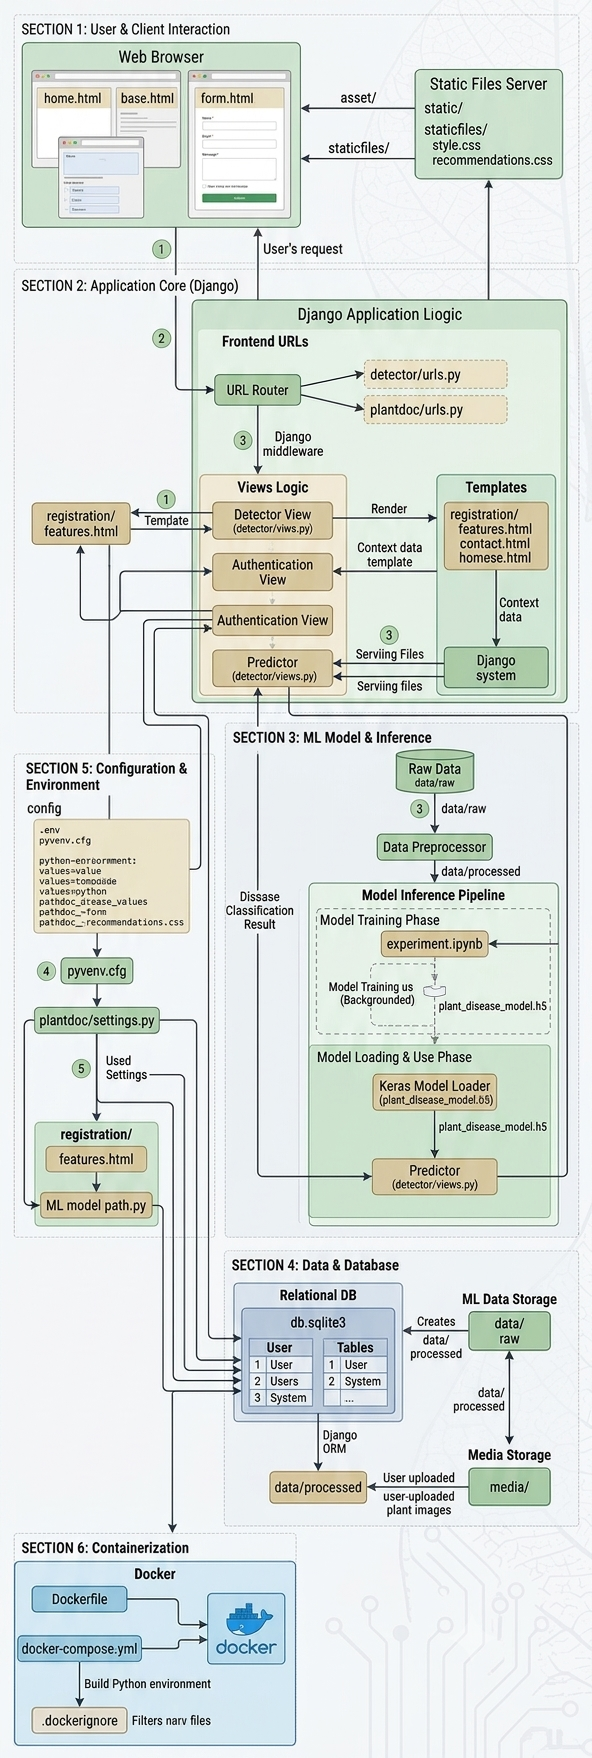 SECTION 1: User & Client Interaction
Web Browser
home.html
base.html
form.html
Name *
Email *
Message *
asset/
staticfiles/
Static Files Server
static/
staticfiles/
style.css
recommendations.css
1
User's request
SECTION 2: Application Core (Django)
Django Application Logic
2
Frontend URLs
URL Router
detector/urls.py
plantdoc/urls.py
3
Django
middleware
Views Logic
Templates
registration/
features.html
1
Template
Detector View
(detector/viws.py)
Render
registration/
features.html
contact.html
homese.html
Authentication
View
Context data
template
Context
data
Authentication View
3
Serviing Files
Predictor
(detector/views.py)
Serviing files
Django
system
SECTION 3: ML Model & Inference
Raw Data
data/raw
3
data/raw
Data Preprocessor
data/processed
Model Inference Pipeline
Model Training Phase
experiment.ipynb
Model Training us
(Backgrounded)
plant_disease_model.h5
Model Loading & Use Phase
Keras Model Loader
plant_disease_model.h5
Predictor
(detector/views.py)
Dissase
Classification
Result
SECTION 5: Configuration &
Environment
config
.env
pyvenv.cfg
values=value
values=python
4
pyvenv.cfg
plantdoc/settings.py
5
Used
Settings
registration/
features.html
ML model path.py
SECTION 4: Data & Database
Relational DB
db.sqlite3
User
1 User
2 Users
3 System
Tables
1 User
2 System
...
ML Data Storage
Creates
data/
processed
data/
raw
data/
processed
Django
ORM
Media Storage
data/processed
User uploaded
user-uploaded
plant images
media/
SECTION 6: Containerization
Docker
Dockerfile
docker-compose.yml
docker
Build Python environment
.dockerignore
Filters narv files